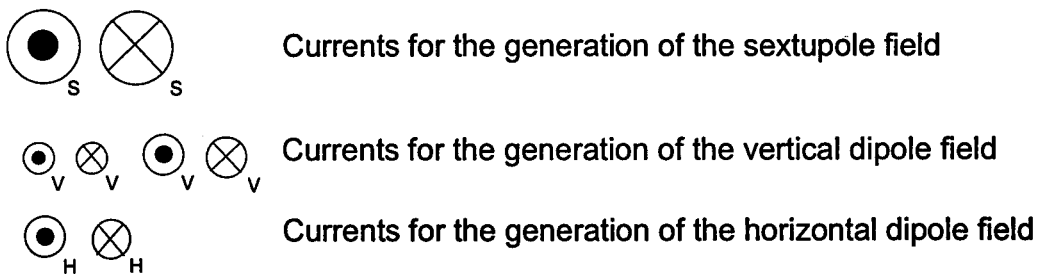 S S Currents for the generation of the sextupole field
V V V V Currents for the generation of the vertical dipole field
H H Currents for the generation of the horizontal dipole field